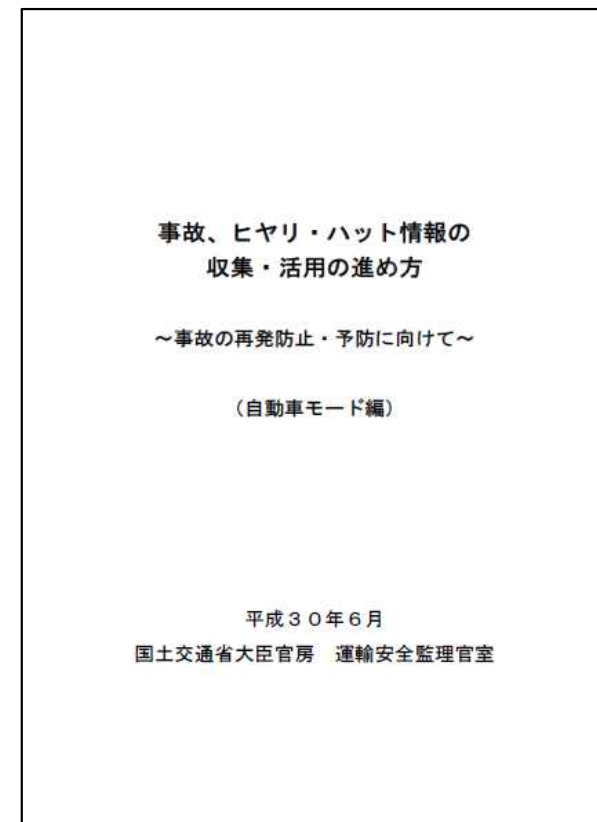 事故、ヒヤリ・ハット情報の
収集・活用の進め方
～事故の再発防止・予防に向けて～
（自動車モード編）
平成３０年６月
国土交通省大臣官房　運輸安全監理官室